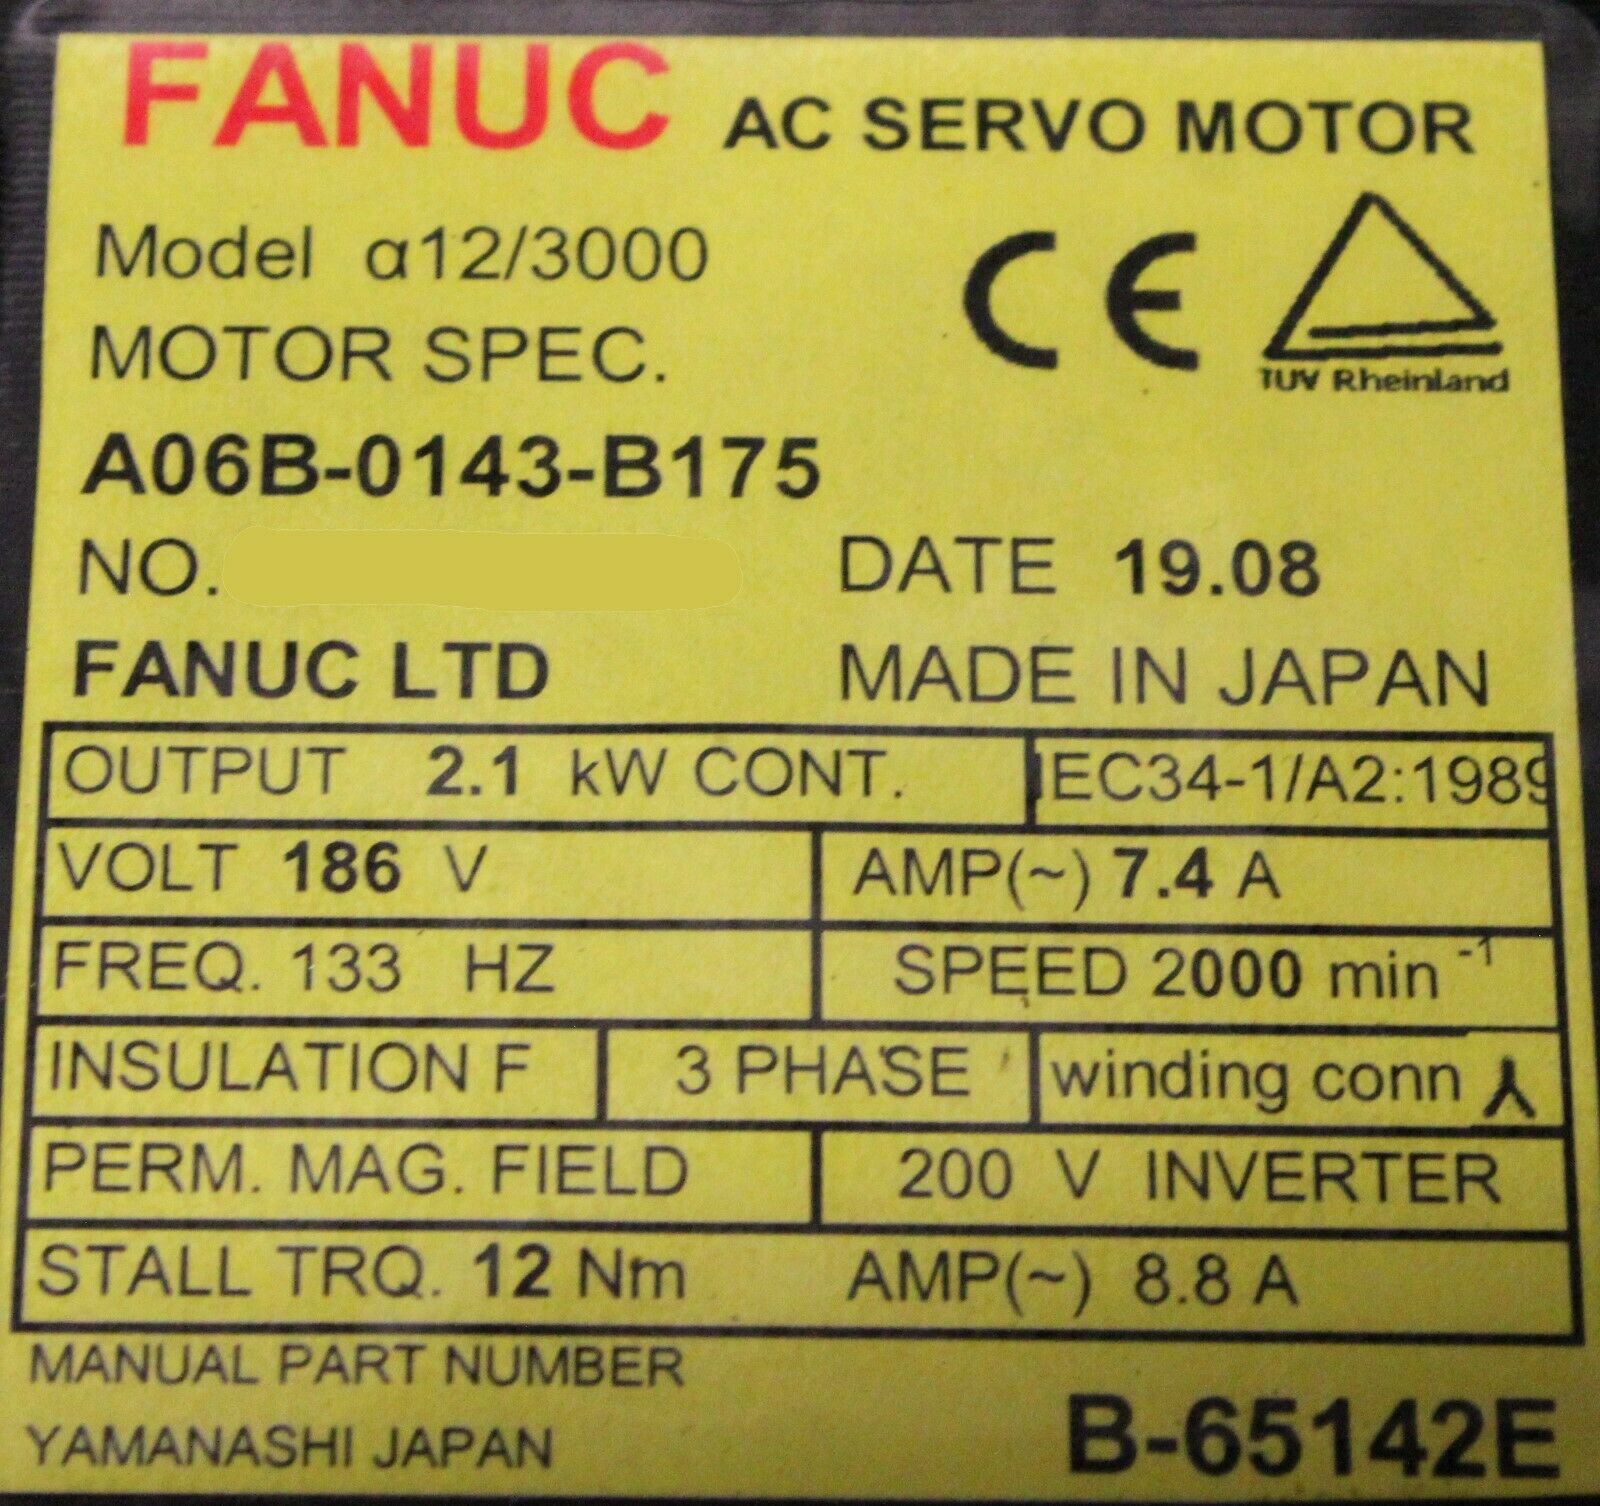 FANUC AC SERVO MOTOR
Model α12/3000
MOTOR SPEC.
CE
TUV Rheinland
A06B-0143-B175
NO. DATE 19.08
FANUC LTD MADE IN JAPAN
OUTPUT 2.1 kW CONT. IEC34-1/A2:1989
VOLT 186 V AMP(~) 7.4 A
FREQ. 133 HZ SPEED 2000 min⁻¹
INSULATION F 3 PHASE winding conn
PERM. MAG. FIELD 200 V INVERTER
STALL TRQ. 12 Nm AMP(~) 8.8 A
MANUAL PART NUMBER
YAMANASHI JAPAN B-65142E